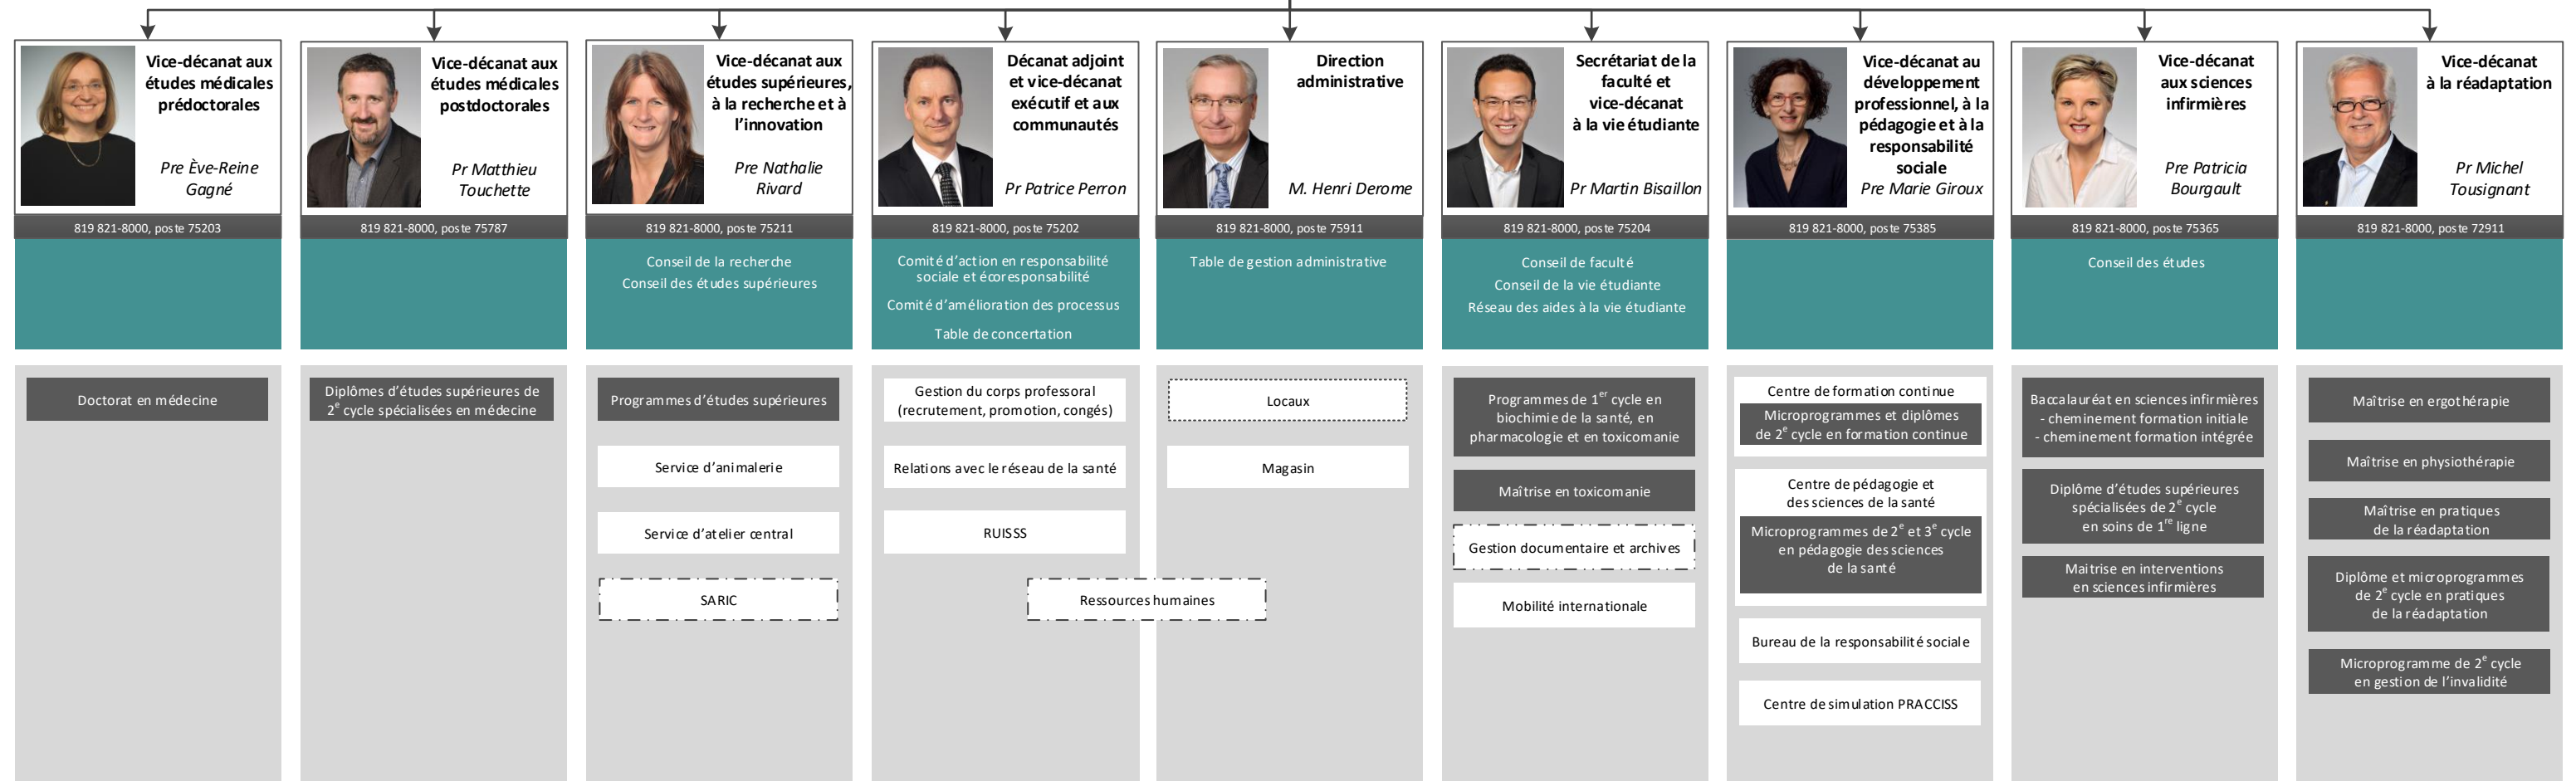 Vice-décanat aux
études médicales
prédoctorales
Pre Ève-Reine
Gagné
819 821-8000, poste 75203
Doctorat en médecine
Vice-décanat aux
études médicales
postdoctorales
Pr Matthieu
Touchette
819 821-8000, poste 75787
Diplômes d’études supérieures de
2e cycle spécialisées en médecine
Vice-décanat aux
études supérieures,
à la recherche et à
l’innovation
Pre Nathalie
Rivard
819 821-8000, poste 75211
Conseil de la recherche
Conseil des études supérieures
Programmes d’études supérieures
Service d’animalerie
Service d’atelier central
SARIC
Décanat adjoint
et vice-décanat
exécutif et aux
communautés
Pr Patrice Perron
819 821-8000, poste 75202
Comité d’action en responsabilité
sociale et écoresponsabilité
Comité d’amélioration des processus
Table de concertation
Gestion du corps professoral
(recrutement, promotion, congés)
Relations avec le réseau de la santé
RUISSS
Ressources humaines
Direction
administrative
M. Henri Derome
819 821-8000, poste 75911
Table de gestion administrative
Locaux
Magasin
Secrétariat de la
faculté et
vice-décanat
à la vie étudiante
Pr Martin Bisaillon
819 821-8000, poste 75204
Conseil de faculté
Conseil de la vie étudiante
Réseau des aides à la vie étudiante
Programmes de 1er cycle en
biochimie de la santé, en
pharmacologie et en toxicomanie
Maîtrise en toxicomanie
Gestion documentaire et archives
Mobilité internationale
Vice-décanat au
développement
professionnel, à la
pédagogie et à la
responsabilité
sociale
Pre Marie Giroux
819 821-8000, poste 75385
Centre de formation continue
Microprogrammes et diplômes
de 2e cycle en formation continue
Centre de pédagogie et
des sciences de la santé
Microprogrammes de 2e et 3e cycle
en pédagogie des sciences
de la santé
Bureau de la responsabilité sociale
Centre de simulation PRACCISS
Vice-décanat
aux sciences
infirmières
Pre Patricia
Bourgault
819 821-8000, poste 75365
Conseil des études
Baccalauréat en sciences infirmières
- cheminement formation initiale
- cheminement formation intégrée
Diplôme d’études supérieures
spécialisées de 2e cycle
en soins de 1re ligne
Maitrise en interventions
en sciences infirmières
Vice-décanat
à la réadaptation
Pr Michel
Tousignant
819 821-8000, poste 72911
Maîtrise en ergothérapie
Maîtrise en physiothérapie
Maîtrise en pratiques
de la réadaptation
Diplôme et microprogrammes
de 2e cycle en pratiques
de la réadaptation
Microprogramme de 2e cycle
en gestion de l’invalidité